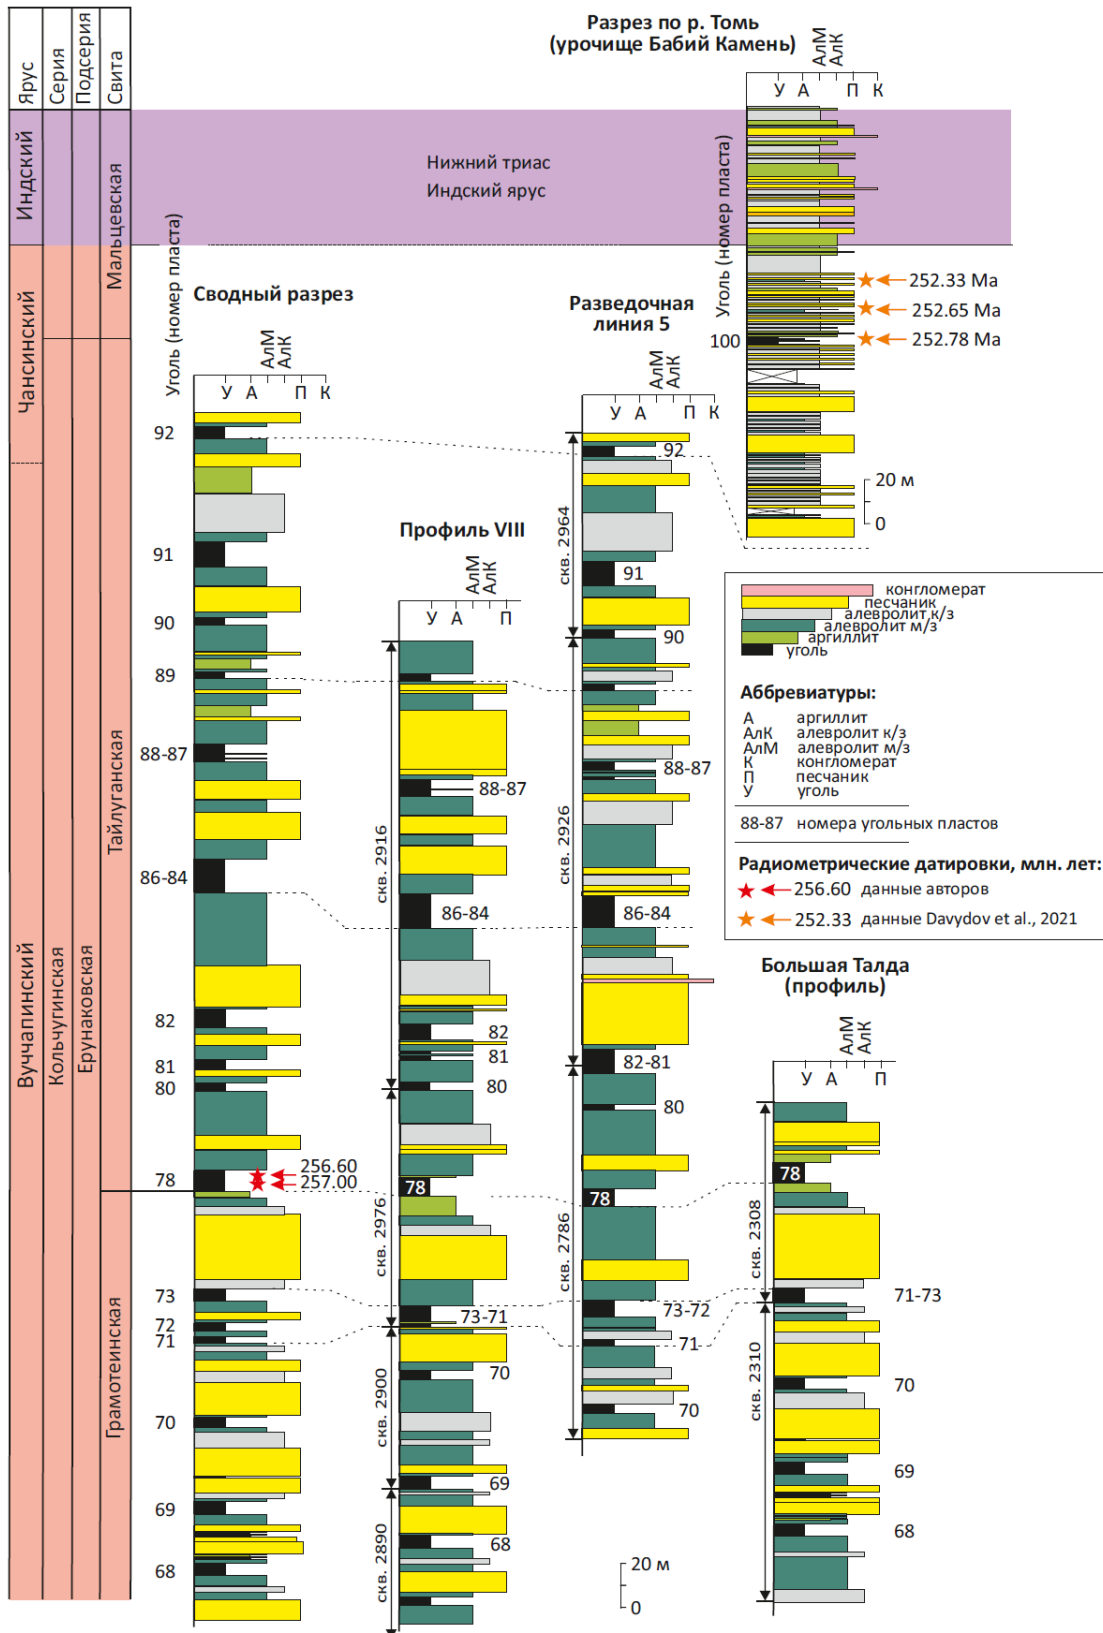 Ярус
Серия
Подсерия
Свита
Индский
Чансинский
Вучапинский
Кольчугинская
Ерунаковская
Мальцевская
Тайлуганская
Грамотеинская
Нижний триас
Индский ярус
Разрез по р. Томь
(урочище Бабий Камень)
АлМ
АлК
У
А
П
К
Уголь (номер пласта)
252.33 Ma
252.65 Ma
252.78 Ma
100
20 м
0
Сводный разрез
Уголь (номер пласта)
АлМ
АлК
У
А
П
К
92
91
90
89
88-87
86-84
82
81
80
256.60
257.00
78
73
72
71
70
69
68
Профиль VIII
АлМ
АлК
У
А
П
скв. 2916
скв. 2976
скв. 2900
скв. 2890
88-87
86-84
82
81
80
78
73-71
70
69
68
Разведочная
линия 5
АлМ
АлК
У
А
П
К
скв. 2964
скв. 2926
скв. 2786
92
91
90
88-87
86-84
82-81
80
78
73-72
71
70
20 м
0
конгломерат
песчаник
алевролит к/з
алевролит м/з
аргиллит
уголь
Аббревиатуры:
А аргиллит
АлК алевролит к/з
АлМ алевролит м/з
К конгломерат
П песчаник
У уголь
88-87 номера угольных пластов
Радиометрические датировки, млн. лет:
256.60 данные авторов
252.33 данные Davydov et al., 2021
Большая Талда
(профиль)
АлМ
АлК
У
А
П
скв. 2308
скв. 2310
78
71-73
70
69
68